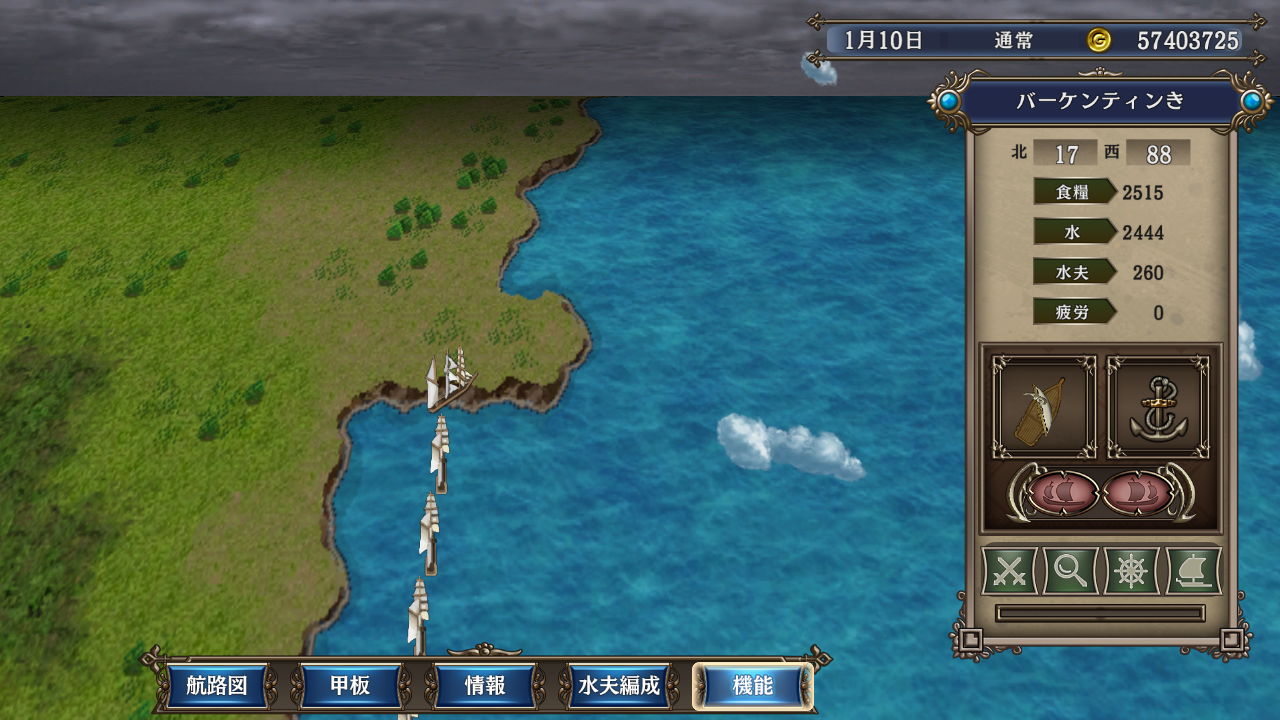 1月10日 通常 G 57403725
バーケンティンき
北 17 西 88
食糧 2515
水 2444
水夫 260
疲労 0
航路図 甲板 情報 水夫編成 機能